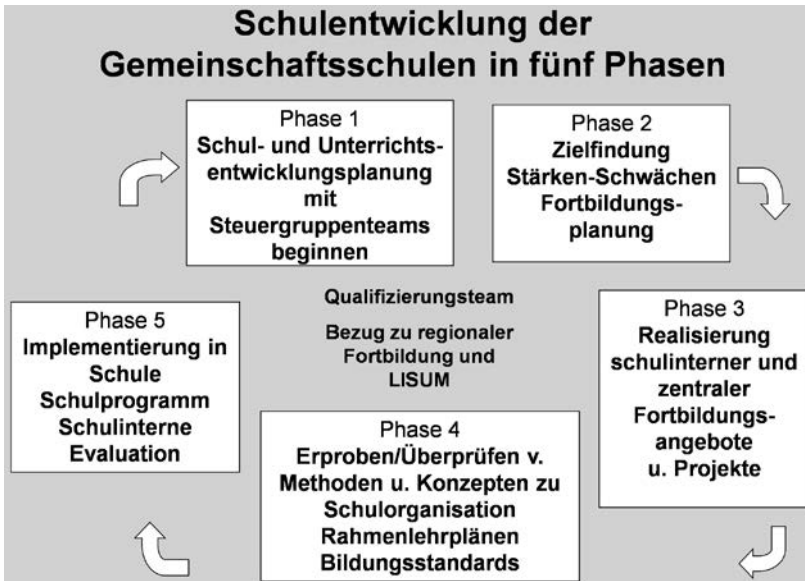 Schulentwicklung der
Gemeinschaftsschulen in fünf Phasen
Phase 1
Schul- und Unterrichts-
entwicklungsplanung
mit
Steuergruppenteams
beginnen
Phase 2
Zielfindung
Stärken-Schwächen
Fortbildungs-
planung
Qualifizierungsteam
Bezug zu regionaler
Fortbildung und
LISUM
Phase 3
Realisierung
schulinterner und
zentraler
Fortbildungs-
angebote
u. Projekte
Phase 4
Erproben/Überprüfen v.
Methoden u. Konzepten zu
Schulorganisation
Rahmenlehrplänen
Bildungsstandards
Phase 5
Implementierung in
Schule
Schulprogramm
Schulinterne
Evaluation